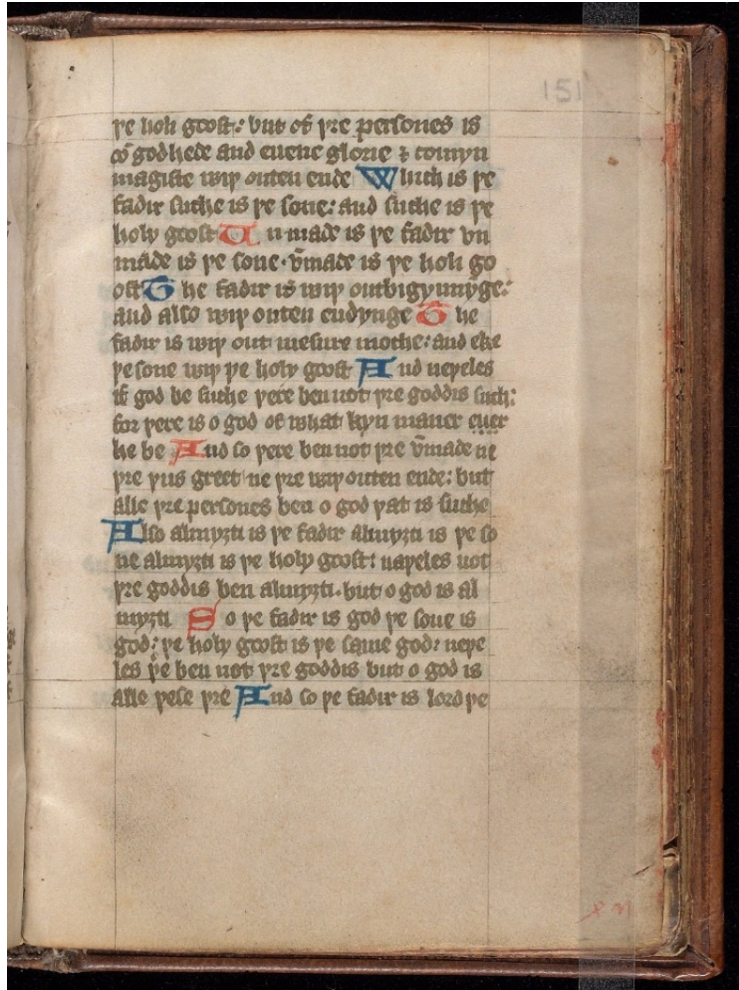 151
þe holi goost: but of þre persones is
oo godhede and euene glorie ⁊ comyn
mageste wiþ outen ende Which is þe
fadir suche is þe sone: and suche is þe
holy goost Un made is þe fadir vn
made is þe sone · v̄made is þe holi go
ost The fadir is wiþ outbigynnynge:
and also wiþ outen endynge The
fadir is wiþ out mesure moche: and eke
þe sone wiþ þe holy goost And neþeles
if god be suche þere ben not þre goddis such:
for þere is o god of what kyn maner euer
he be And so þere ben not þre v̄made ne
þre þus greet ne þre wiþ outen ende: but
alle þre persones ben o god þat is suche
Also almyȝti is þe fadir almyȝti is þe so
ne almyȝti is þe holy goost: naþeles not
þre goddis ben almyȝti · but o god is al
myȝti So þe fadir is god þe sone is
god: þe holy goost is þe same god: neþe
les þe ben not þre goddis but o god is
alle þese þre And so þe fadir is lord þe